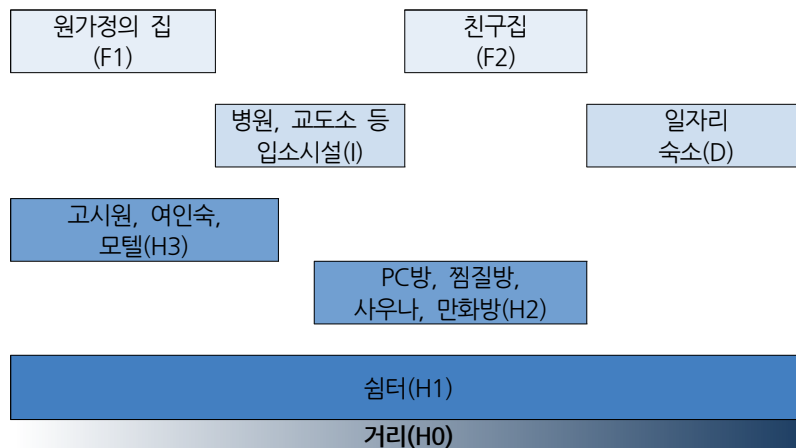 원가정의 집
(F1)
친구집
(F2)
병원, 교도소 등
입소시설(I)
일자리
숙소(D)
고시원, 여인숙,
모텔(H3)
PC방, 찜질방,
사우나, 만화방(H2)
쉼터(H1)
거리(H0)